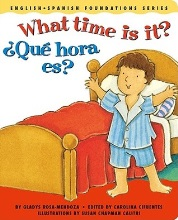 ENGLISH-SPANISH FOUNDATIONS SERIES
What time is it?
¿Qué hora
es?
BY GLADYS ROSA-MENDOZA • EDITED BY CAROLINA CIFUENTES
ILLUSTRATIONS BY SUSAN CHAPMAN CALITRI